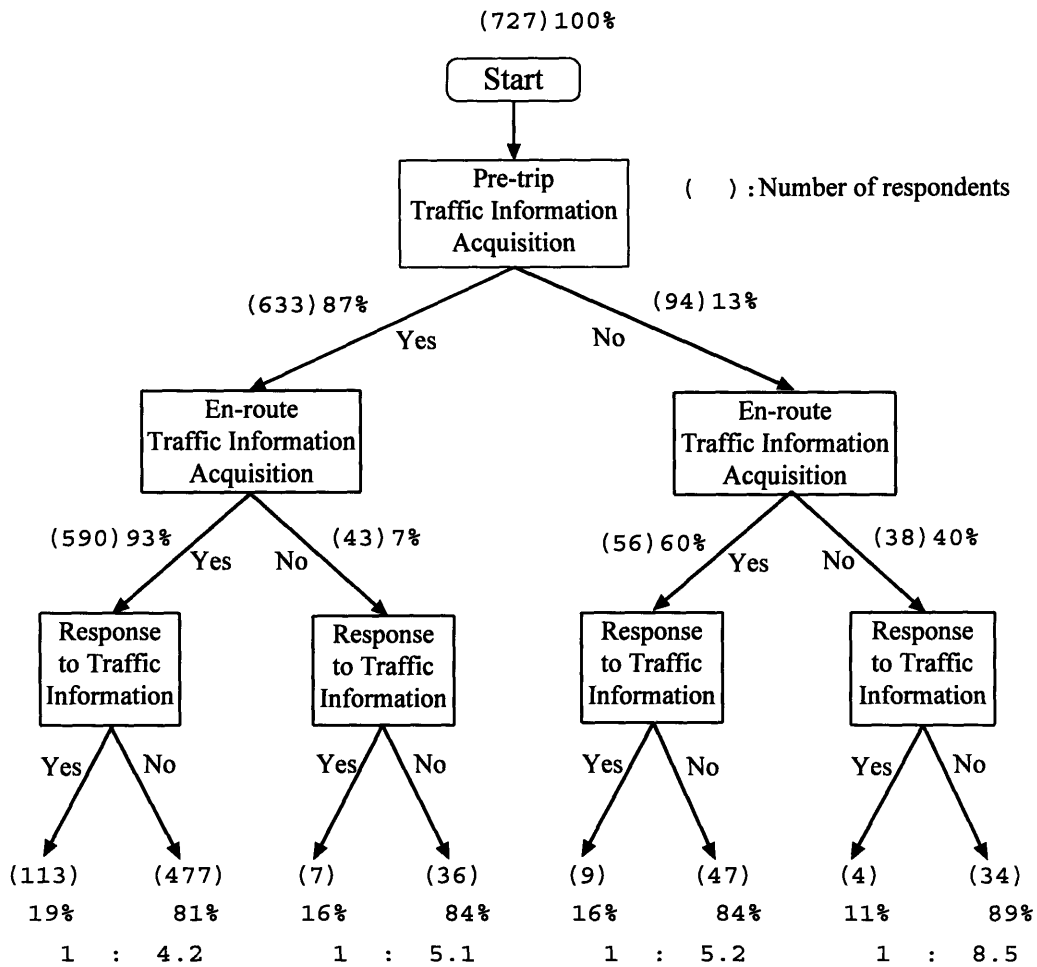 (727)100%
Start
Pre-trip
Traffic Information
Acquisition
( ) : Number of respondents
(633)87%
(94)13%
Yes
No
En-route
Traffic Information
Acquisition
En-route
Traffic Information
Acquisition
(590)93%
(43)7%
(56)60%
(38)40%
Yes
No
Yes
No
Response
to Traffic
Information
Response
to Traffic
Information
Response
to Traffic
Information
Response
to Traffic
Information
Yes
No
Yes
No
Yes
No
Yes
No
(113) (477) (7) (36) (9) (47) (4) (34)
19% 81% 16% 84% 16% 84% 11% 89%
1 : 4.2 1 : 5.1 1 : 5.2 1 : 8.5